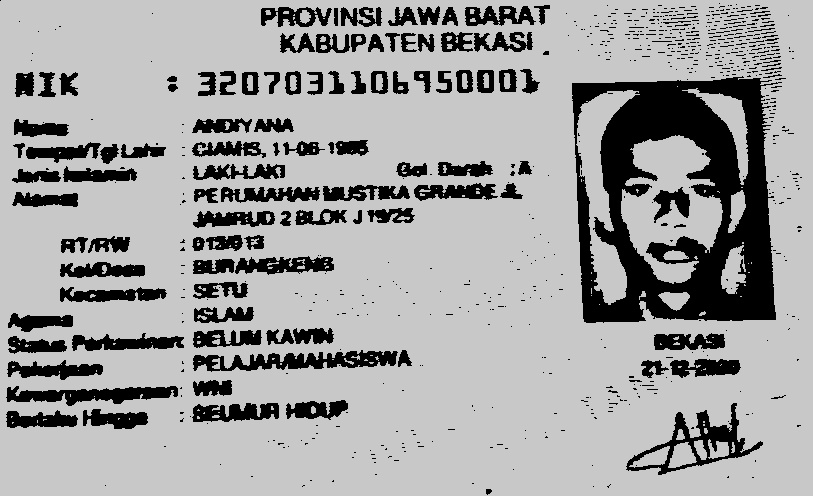 PROVINSI JAWA BARAT
KABUPATEN BEKASI
NIK : 3207031106950001
Nama : ANDIYANA
Tempat/Tgl Lahir : CIAMIS, 11-06-1995
Jenis kelamin : LAKI-LAKI Gol. Darah : A
Alamat : PERUMAHAN MUSTIKA GRANDE JL
JAMRUD 2 BLOK J 19/25
RT/RW : 013/013
Kel/Desa : BURANGKENG
Kecamatan : SETU
Agama : ISLAM
Status Perkawinan: BELUM KAWIN
Pekerjaan : PELAJAR/MAHASISWA
Kewarganegaraan: WNI
Berlaku Hingga : SEUMUR HIDUP
BEKASI
21-12-